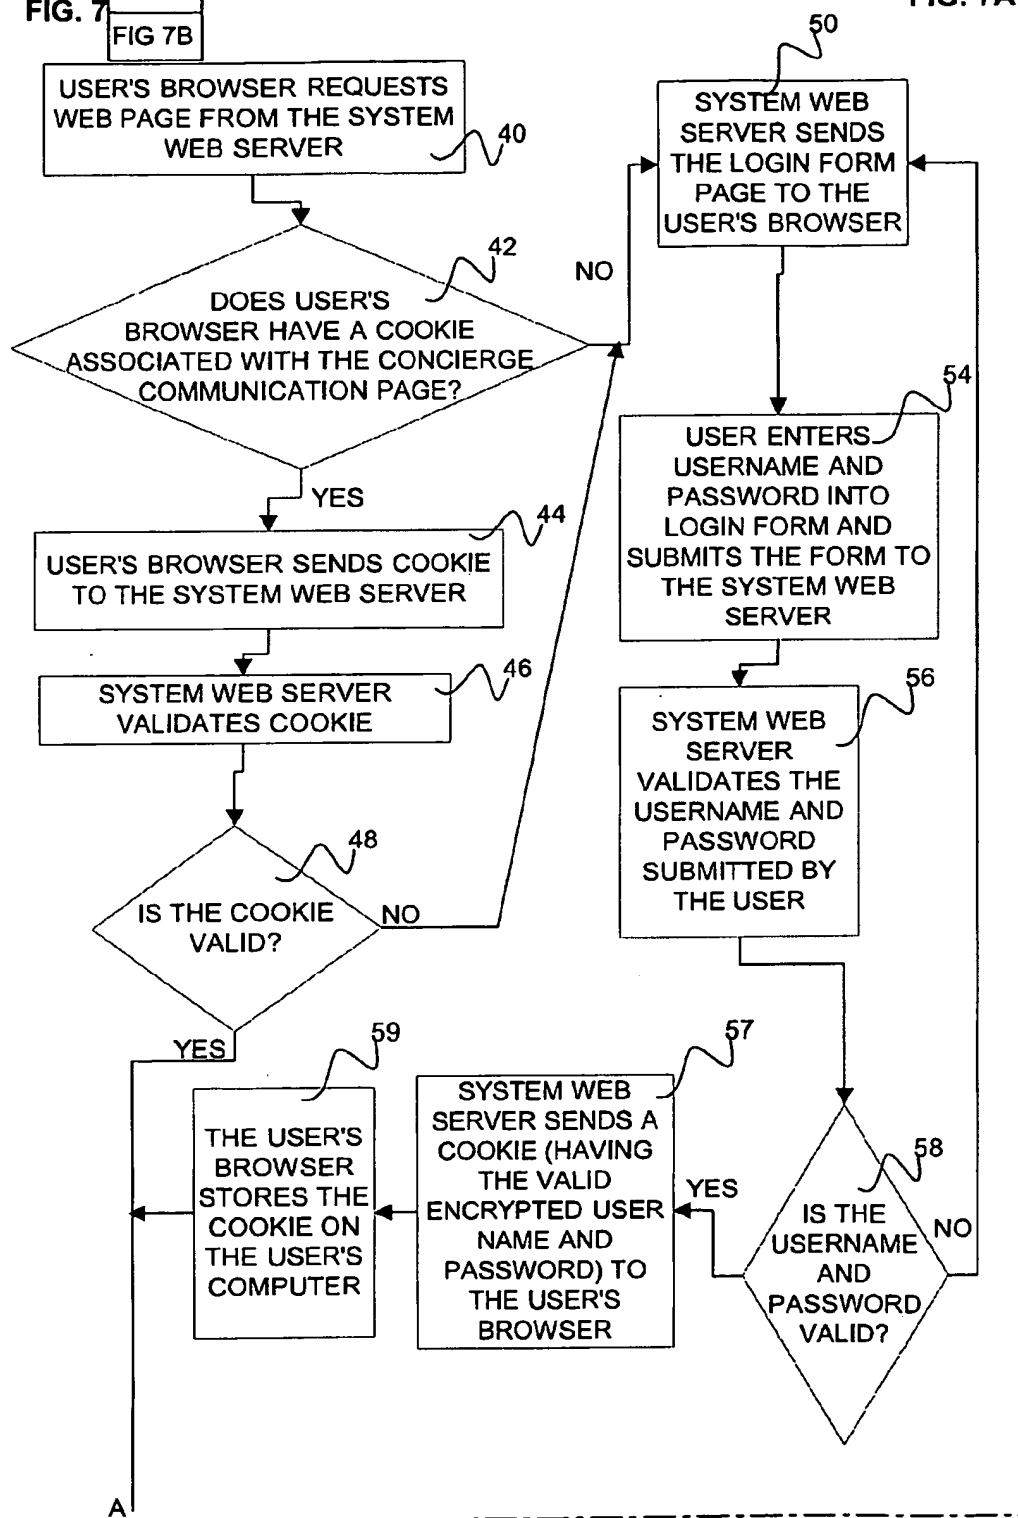 FIG. 7
FIG 7B
50
USER'S BROWSER REQUESTS
WEB PAGE FROM THE SYSTEM
WEB SERVER
40
SYSTEM WEB
SERVER SENDS
THE LOGIN FORM
PAGE TO THE
USER'S BROWSER
42
NO
DOES USER'S
BROWSER HAVE A COOKIE
ASSOCIATED WITH THE CONCIERGE
COMMUNICATION PAGE?
YES
54
USER ENTERS
USERNAME AND
PASSWORD INTO
LOGIN FORM AND
SUBMITS THE FORM TO
THE SYSTEM WEB
SERVER
44
USER'S BROWSER SENDS COOKIE
TO THE SYSTEM WEB SERVER
46
SYSTEM WEB SERVER
VALIDATES COOKIE
56
SYSTEM WEB
SERVER
VALIDATES THE
USERNAME AND
PASSWORD
SUBMITTED BY
THE USER
48
IS THE COOKIE
VALID?
NO
YES
59
THE USER'S
BROWSER
STORES THE
COOKIE ON
THE USER'S
COMPUTER
57
SYSTEM WEB
SERVER SENDS A
COOKIE (HAVING
THE VALID
ENCRYPTED USER
NAME AND
PASSWORD) TO
THE USER'S
BROWSER
YES
58
IS THE
USERNAME
AND
PASSWORD
VALID?
NO
A